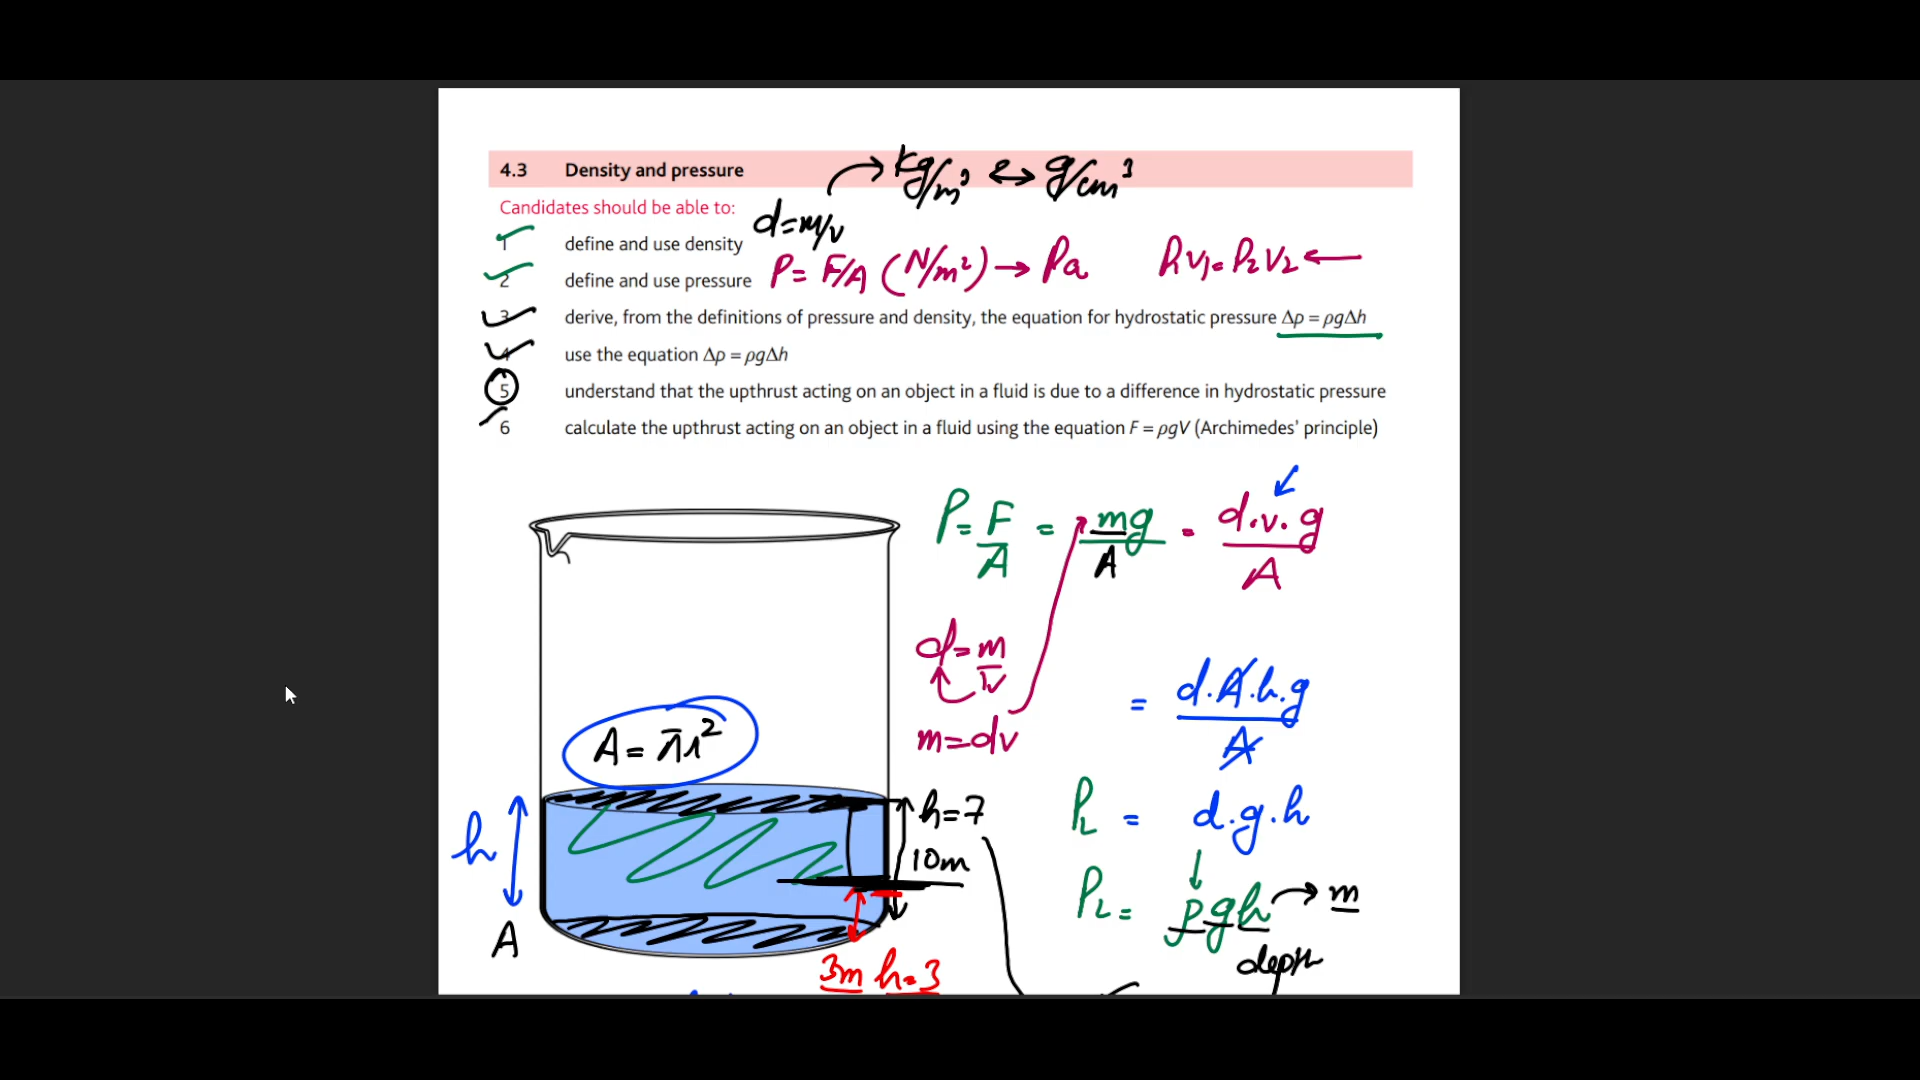 4.3 Density and pressure kg/m³ ↔ g/cm³
Candidates should be able to:
d=m/v
1 define and use density
2 define and use pressure P= F/A (N/m²) → Pa P₁V₁=P₂V₂ ←
3 derive, from the definitions of pressure and density, the equation for hydrostatic pressure Δp = ρgΔh
4 use the equation Δp = ρgΔh
5 understand that the upthrust acting on an object in a fluid is due to a difference in hydrostatic pressure
6 calculate the upthrust acting on an object in a fluid using the equation F = ρgV (Archimedes' principle)
P = F/A = mg/A = d.v.g/A
d=m/v
m=dv
= d.A.h.g/A
A = πr²
h=7
10m
h
A
P_L = d.g.h
P_L = ρgh → m
depth
3m h=3